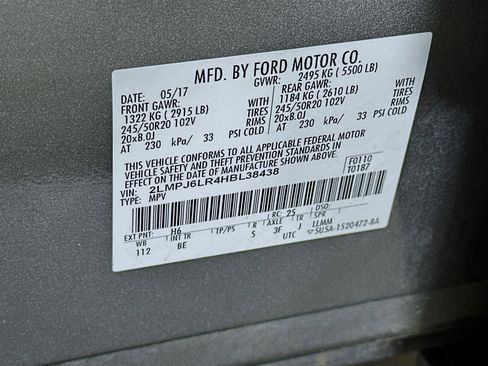 MFD. BY FORD MOTOR CO.
DATE: 05/17 GVWR: 2495 KG ( 5500 LB)
FRONT GAWR: REAR GAWR:
1322 KG ( 2915 LB) WITH 1184 KG ( 2610 LB) WITH
245/50R20 102V TIRES 245/50R20 102V TIRES
20x8.0J RIMS 20x8.0J RIMS
AT 230 kPa/ 33 PSI COLD AT 230 kPa/ 33 PSI COLD
THIS VEHICLE CONFORMS TO ALL APPLICABLE FEDERAL MOTOR
VEHICLE SAFETY AND THEFT PREVENTION STANDARDS IN EFFECT
ON THE DATE OF MANUFACTURE SHOWN ABOVE.
VIN: 2LMPJ6LR4HBL38438 F0110
TYPE: MPV T0187
EXT PNT: H6 RC: 25 DSO:
WB INT TR TP/PS R AXLE TR SPR
112 BE S 3F J LLMM
UTC 5U5A-1520472-BA